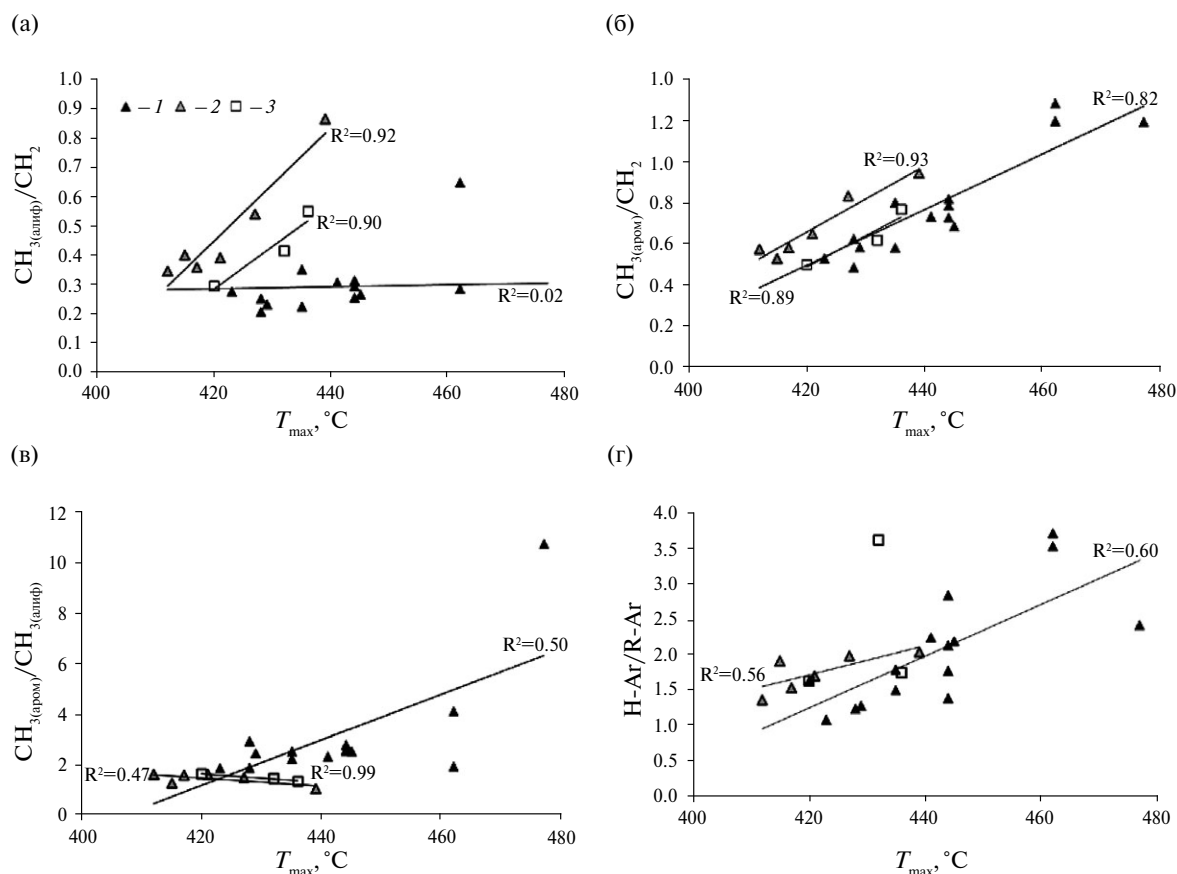 (а)
1.0
0.9
0.8
0.7
0.6
0.5
0.4
0.3
0.2
0.1
0.0
CH3(алиф)/CH2
– 1 – 2 – 3
R²=0.92
R²=0.90
R²=0.02
400 420 440 460 480
Tmax, °C
(б)
1.0
1.2
1.0
0.8
0.6
0.4
0.2
0.0
CH3(аром)/CH2
R²=0.82
R²=0.93
R²=0.89
400 420 440 460 480
Tmax, °C
(в)
12
10
8
6
4
2
0
CH3(аром)/CH3(алиф)
R²=0.50
R²=0.47
R²=0.99
400 420 440 460 480
Tmax, °C
(г)
4.0
3.5
3.0
2.5
2.0
1.5
1.0
0.5
0.0
H-Ar/R-Ar
R²=0.60
R²=0.56
400 420 440 460 480
Tmax, °C